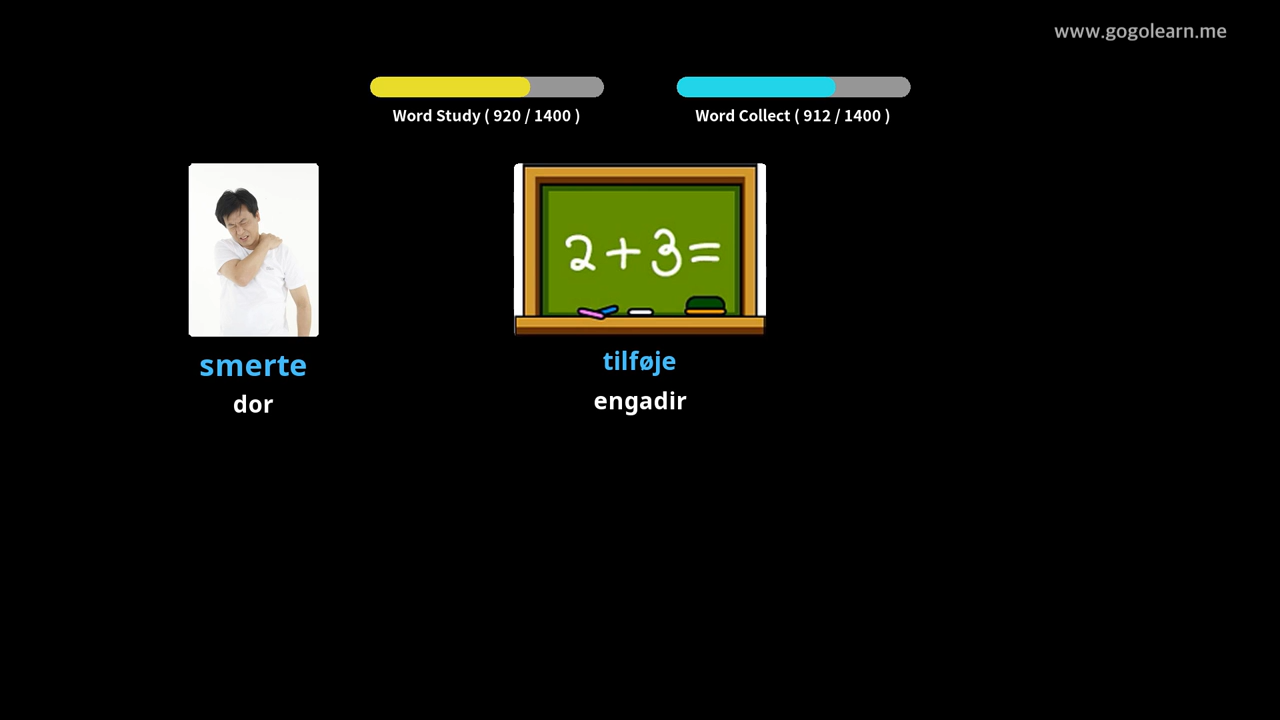 www.gogolearn.me
Word Study ( 920 / 1400 )
Word Collect ( 912 / 1400 )
2+3=
smerte
dor
tilføje
engadir